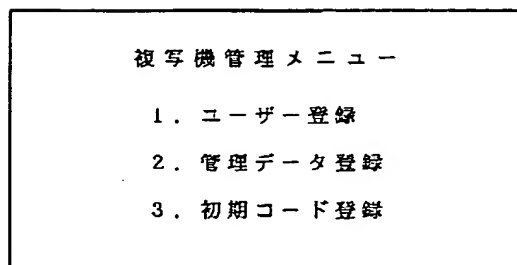 複写機管理メニュー
1. ユーザー登録
2. 管理データ登録
3. 初期コード登録